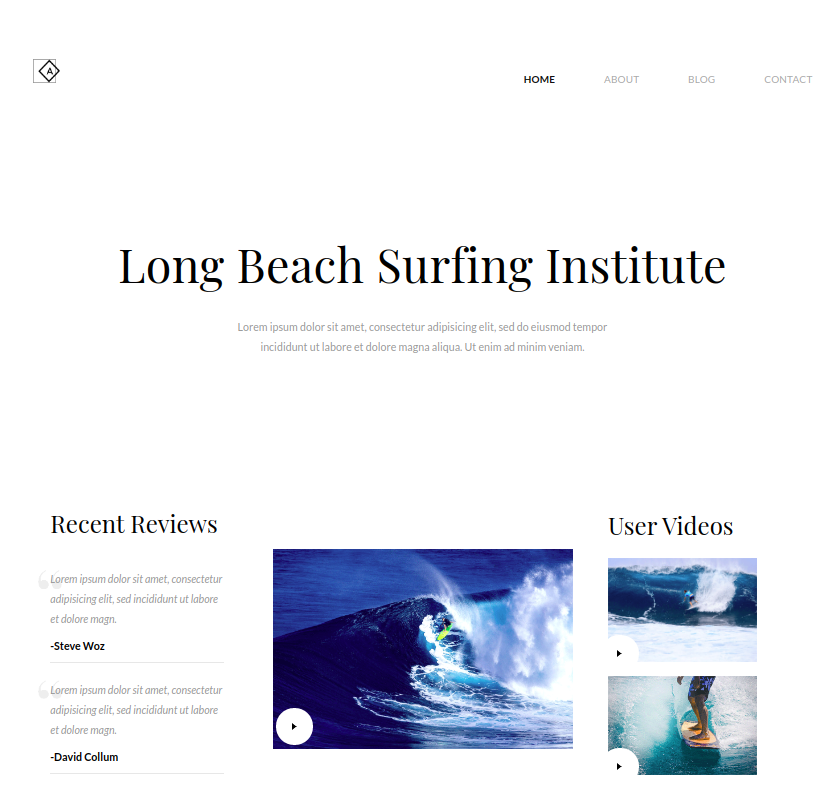 A
HOME ABOUT BLOG CONTACT
Long Beach Surfing Institute
Lorem ipsum dolor sit amet, consectetur adipisicing elit, sed do eiusmod tempor
incididunt ut labore et dolore magna aliqua. Ut enim ad minim veniam.
Recent Reviews
“
Lorem ipsum dolor sit amet, consectetur
adipisicing elit, sed incididunt ut labore
et dolore magn.
-Steve Woz
“
Lorem ipsum dolor sit amet, consectetur
adipisicing elit, sed incididunt ut labore
et dolore magn.
-David Collum
User Videos